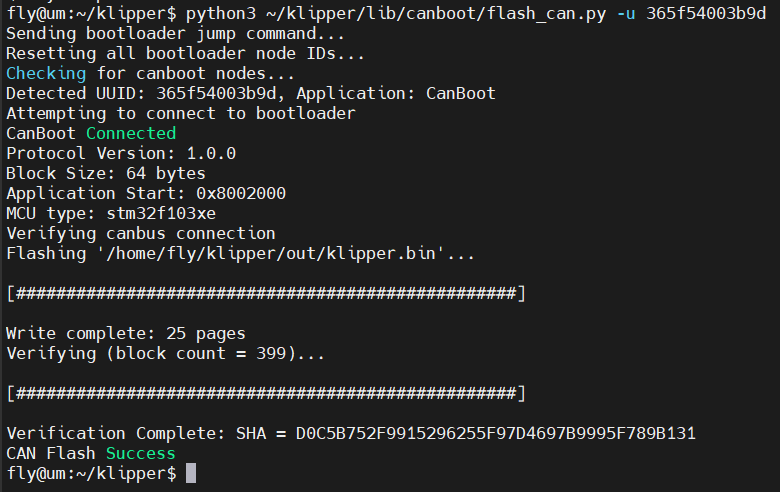 fly@um:~/klipper$ python3 ~/klipper/lib/canboot/flash_can.py -u 365f54003b9d
Sending bootloader jump command...
Resetting all bootloader node IDs...
Checking for canboot nodes...
Detected UUID: 365f54003b9d, Application: CanBoot
Attempting to connect to bootloader
CanBoot Connected
Protocol Version: 1.0.0
Block Size: 64 bytes
Application Start: 0x8002000
MCU type: stm32f103xe
Verifying canbus connection
Flashing '/home/fly/klipper/out/klipper.bin'...
[##################################################]
Write complete: 25 pages
Verifying (block count = 399)...
[##################################################]
Verification Complete: SHA = D0C5B752F9915296255F97D4697B9995F789B131
CAN Flash Success
fly@um:~/klipper$